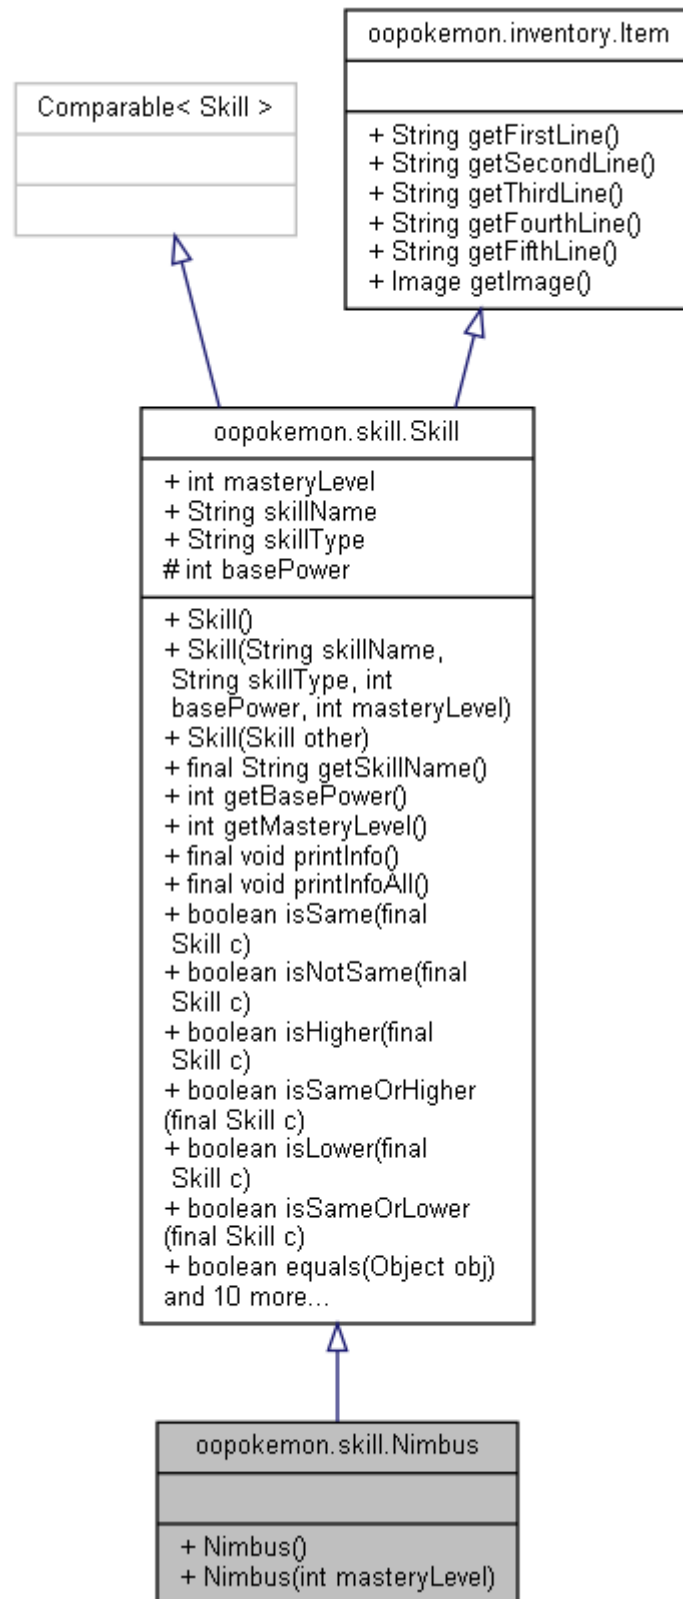 oopokemon.inventory.Item
+ String getFirstLine()
+ String getSecondLine()
+ String getThirdLine()
+ String getFourthLine()
+ String getFifthLine()
+ Image getImage()
Comparable< Skill >
oopokemon.skill.Skill
+ int masteryLevel
+ String skillName
+ String skillType
# int basePower
+ Skill()
+ Skill(String skillName,
String skillType, int
basePower, int masteryLevel)
+ Skill(Skill other)
+ final String getSkillName()
+ int getBasePower()
+ int getMasteryLevel()
+ final void printInfo()
+ final void printInfoAll()
+ boolean isSame(final
Skill c)
+ boolean isNotSame(final
Skill c)
+ boolean isHigher(final
Skill c)
+ boolean isSameOrHigher
(final Skill c)
+ boolean isLower(final
Skill c)
+ boolean isSameOrLower
(final Skill c)
+ boolean equals(Object obj)
and 10 more...
oopokemon.skill.Nimbus
+ Nimbus()
+ Nimbus(int masteryLevel)